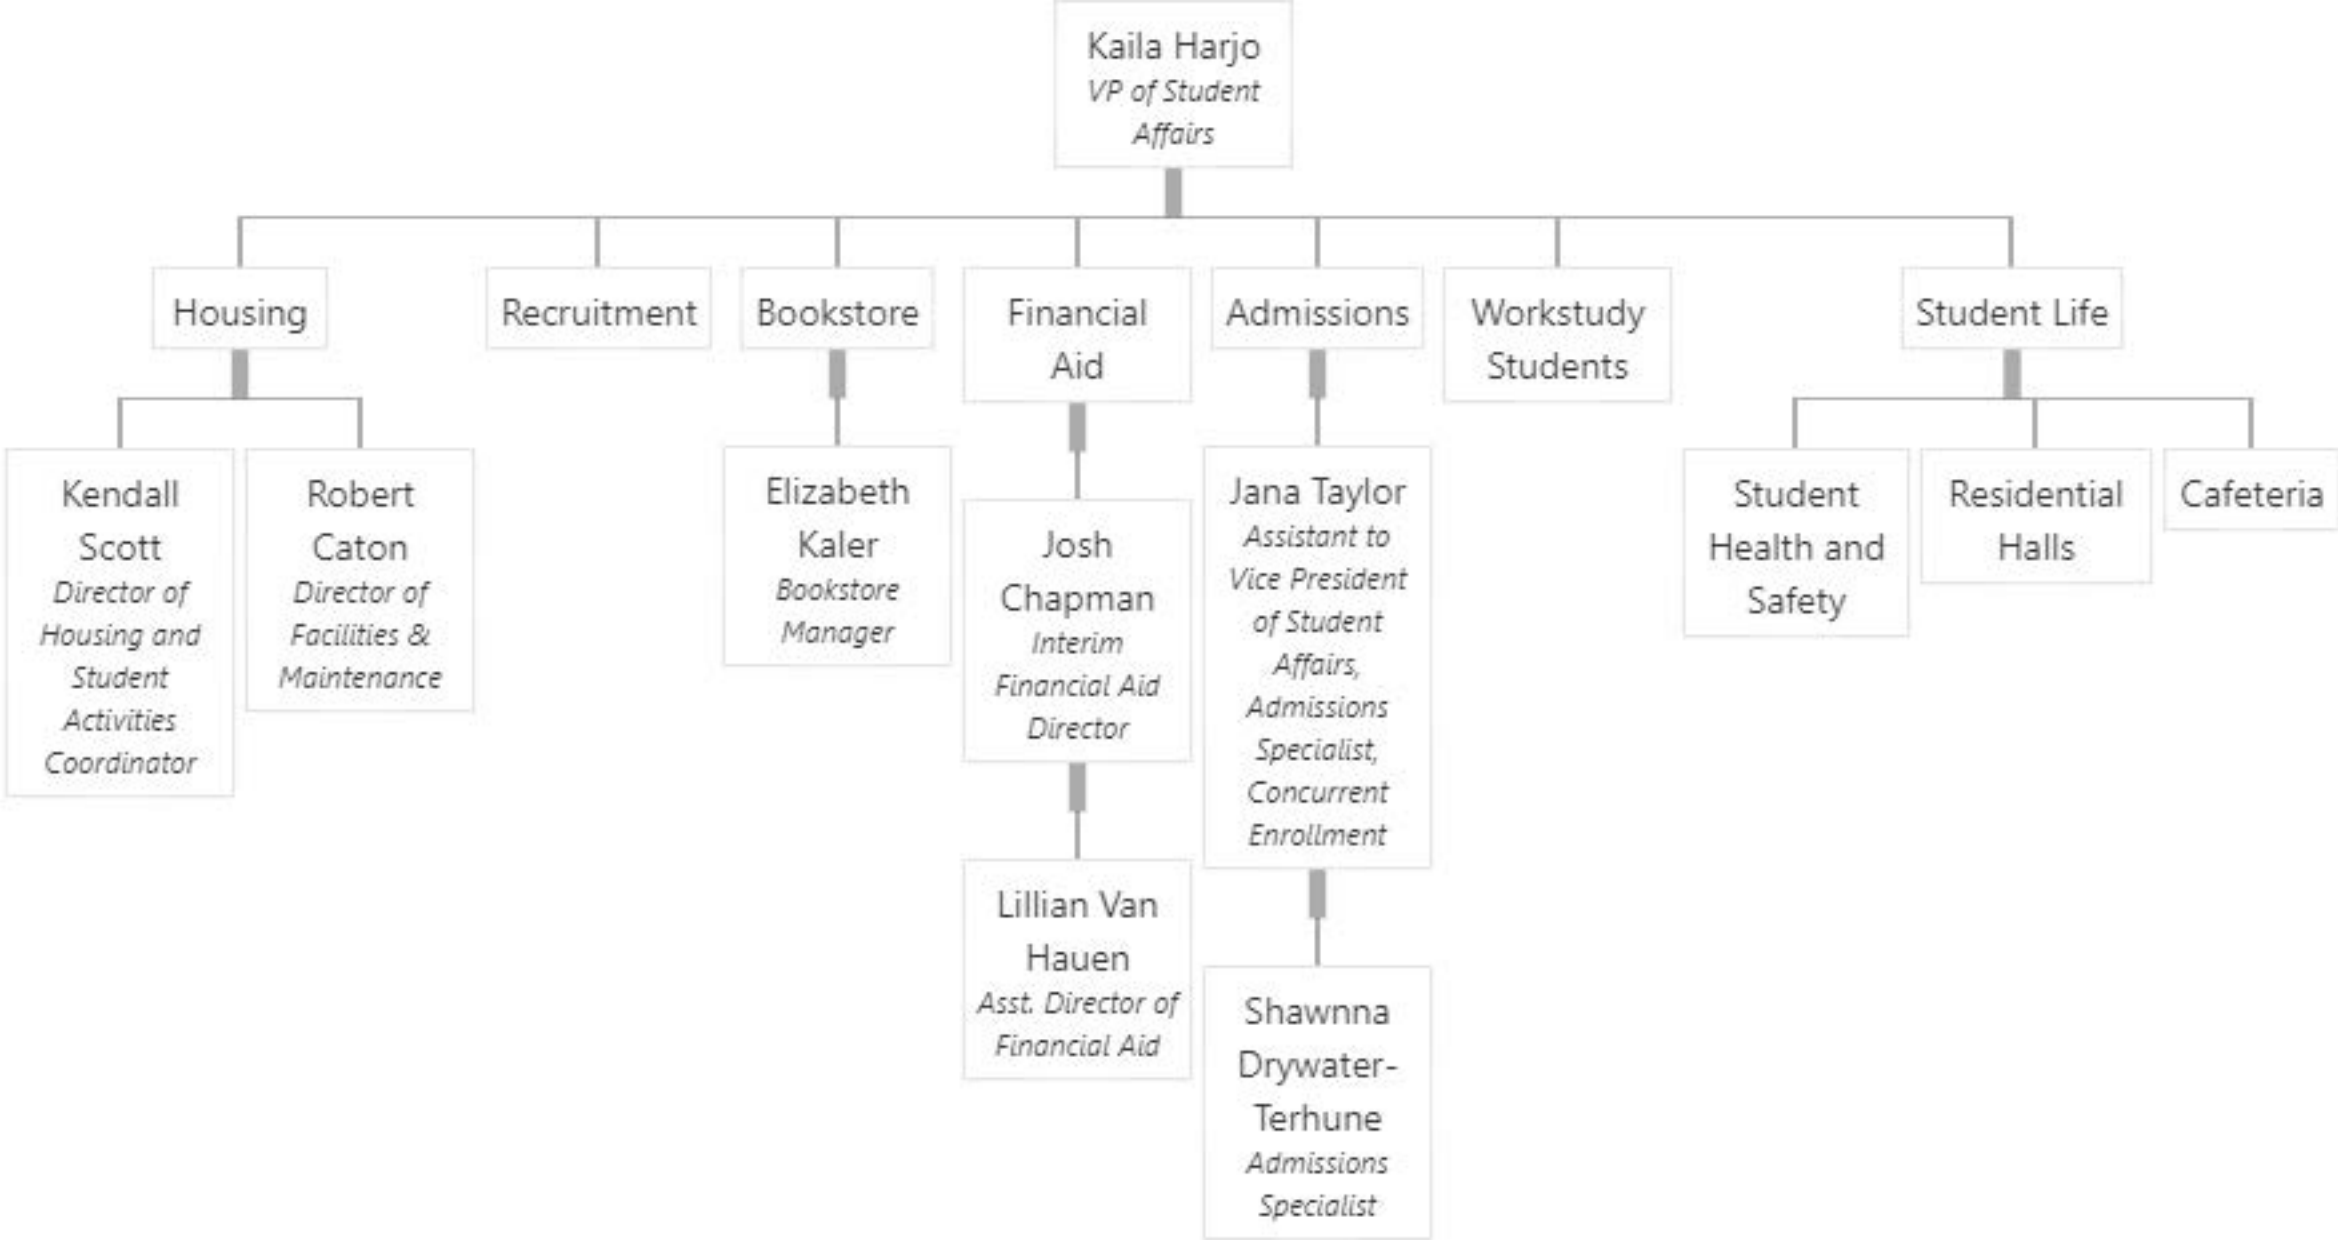 Kaila Harjo
VP of Student
Affairs
Housing
Recruitment
Bookstore
Financial
Aid
Admissions
Workstudy
Students
Student Life
Kendall
Scott
Director of
Housing and
Student
Activities
Coordinator
Robert
Caton
Director of
Facilities &
Maintenance
Elizabeth
Kaler
Bookstore
Manager
Josh
Chapman
Interim
Financial Aid
Director
Lillian Van
Hauen
Asst. Director of
Financial Aid
Jana Taylor
Assistant to
Vice President
of Student
Affairs,
Admissions
Specialist,
Concurrent
Enrollment
Shawnna
Drywater-
Terhune
Admissions
Specialist
Student
Health and
Safety
Residential
Halls
Cafeteria